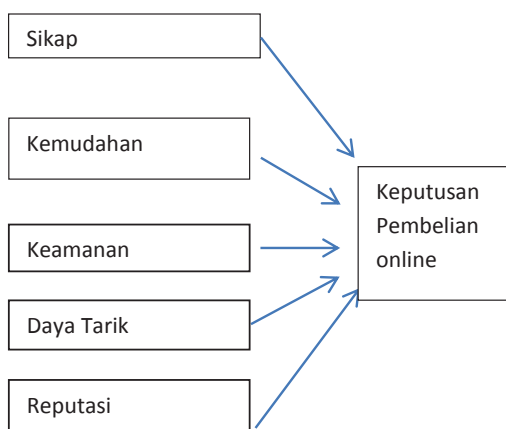 Sikap
Kemudahan
Keamanan
Daya Tarik
Reputasi
Keputusan
Pembelian
online